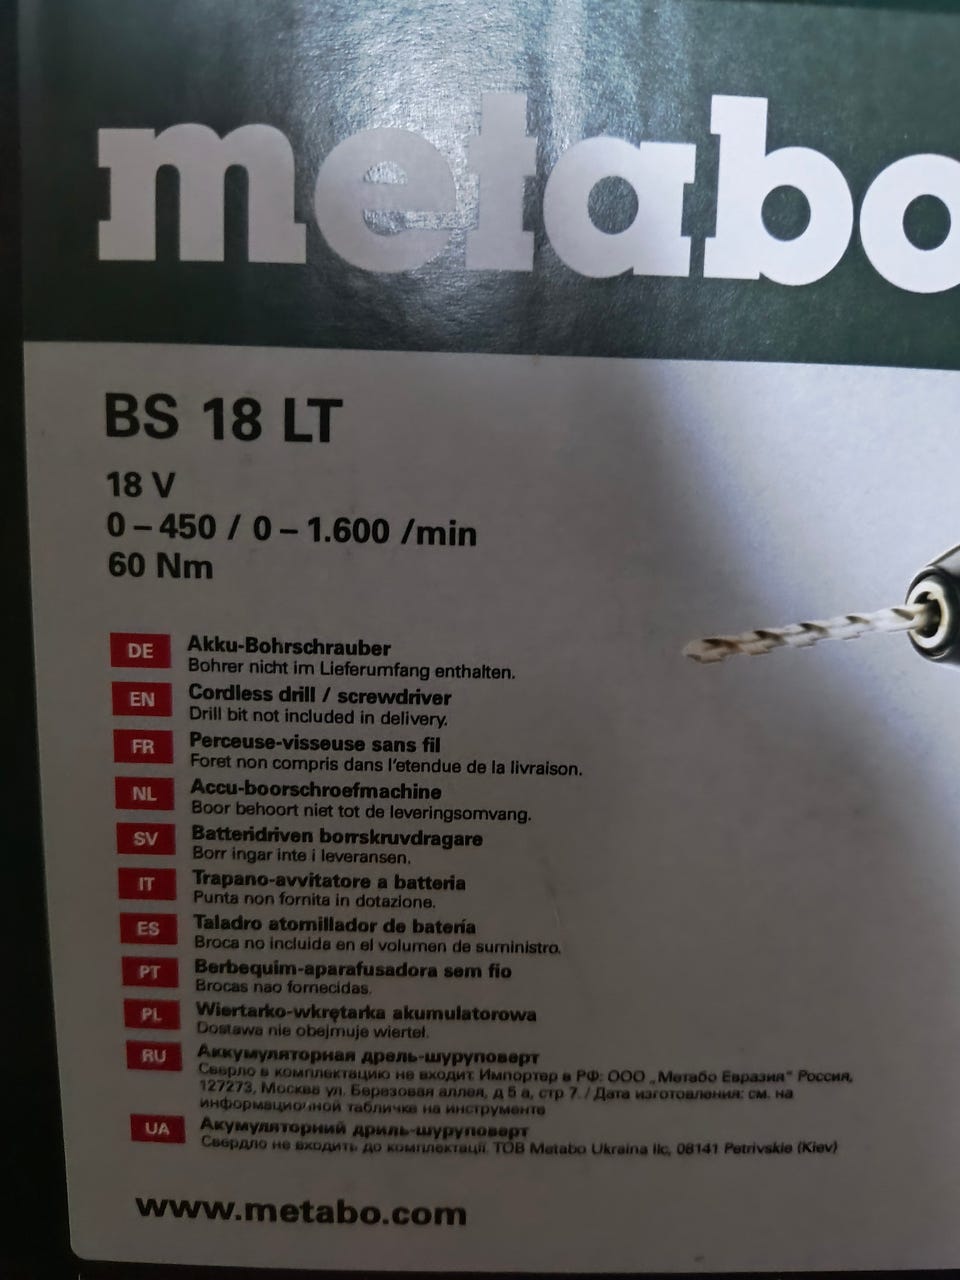 metabo
BS 18 LT
18 V
0 – 450 / 0 – 1.600 /min
60 Nm
DE Akku-Bohrschrauber
Bohrer nicht im Lieferumfang enthalten.
EN Cordless drill / screwdriver
Drill bit not included in delivery.
FR Perceuse-visseuse sans fil
Foret non compris dans l'etendue de la livraison.
NL Accu-boorschroefmachine
Boor behoort niet tot de leveringsomvang.
SV Batteridriven borrskruvdragare
Borr ingar inte i leveransen.
IT Trapano-avvitatore a batteria
Punta non fornita in dotazione.
ES Taladro atornillador de batería
Broca no incluida en el volumen de suministro.
PT Berbequim-aparafusadora sem fio
Brocas nao fornecidas.
PL Wiertarko-wkrętarka akumulatorowa
Dostawa nie obejmuje wierteł.
RU Аккумуляторная дрель-шуруповерт
Сверло в комплектацию не входит. Импортер в РФ: ООО „Метабо Евразия“ Россия,
127273, Москва ул. Березовая аллея, д 5 а, стр 7. / Дата изготовления: см. на
информационной табличке на инструменте
UA Акумуляторний дриль-шуруповерт
Свердло не входить до комплектації. ТОВ Metabo Ukraina llc, 08141 Petrivskie (Kiev)
www.metabo.com